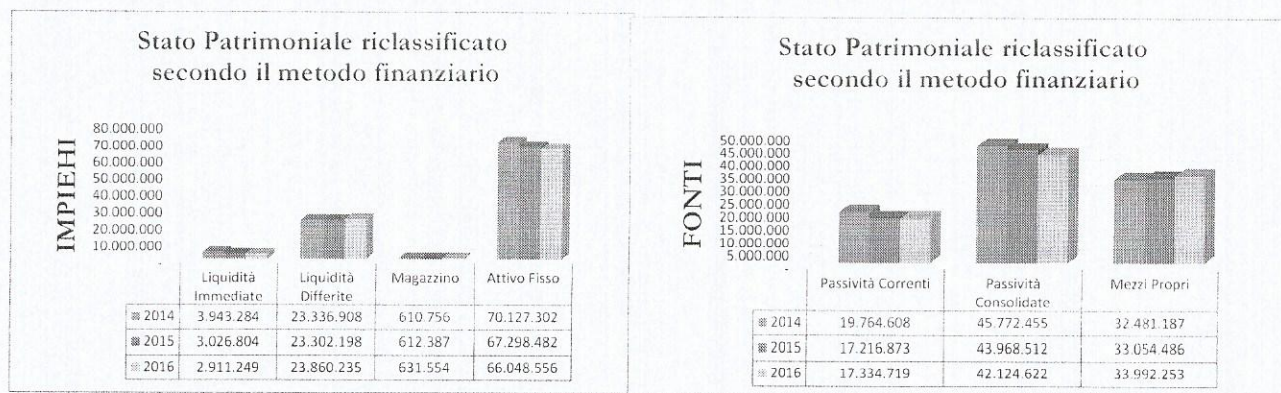 Stato Patrimoniale riclassificato
secondo il metodo finanziario
IMPIEHI
80.000.000
70.000.000
60.000.000
50.000.000
40.000.000
30.000.000
20.000.000
10.000.000
Liquidità Immediate Liquidità Differite Magazzino Attivo Fisso
2014 3.943.284 23.336.908 610.756 70.127.302
2015 3.026.804 23.302.198 612.387 67.298.482
2016 2.911.249 23.860.235 631.554 66.048.556
Stato Patrimoniale riclassificato
secondo il metodo finanziario
FONTI
50.000.000
45.000.000
40.000.000
35.000.000
30.000.000
25.000.000
20.000.000
15.000.000
10.000.000
5.000.000
Passività Correnti Passività Consolidate Mezzi Propri
2014 19.764.608 45.772.455 32.481.187
2015 17.216.873 43.968.512 33.054.486
2016 17.334.719 42.124.622 33.992.253